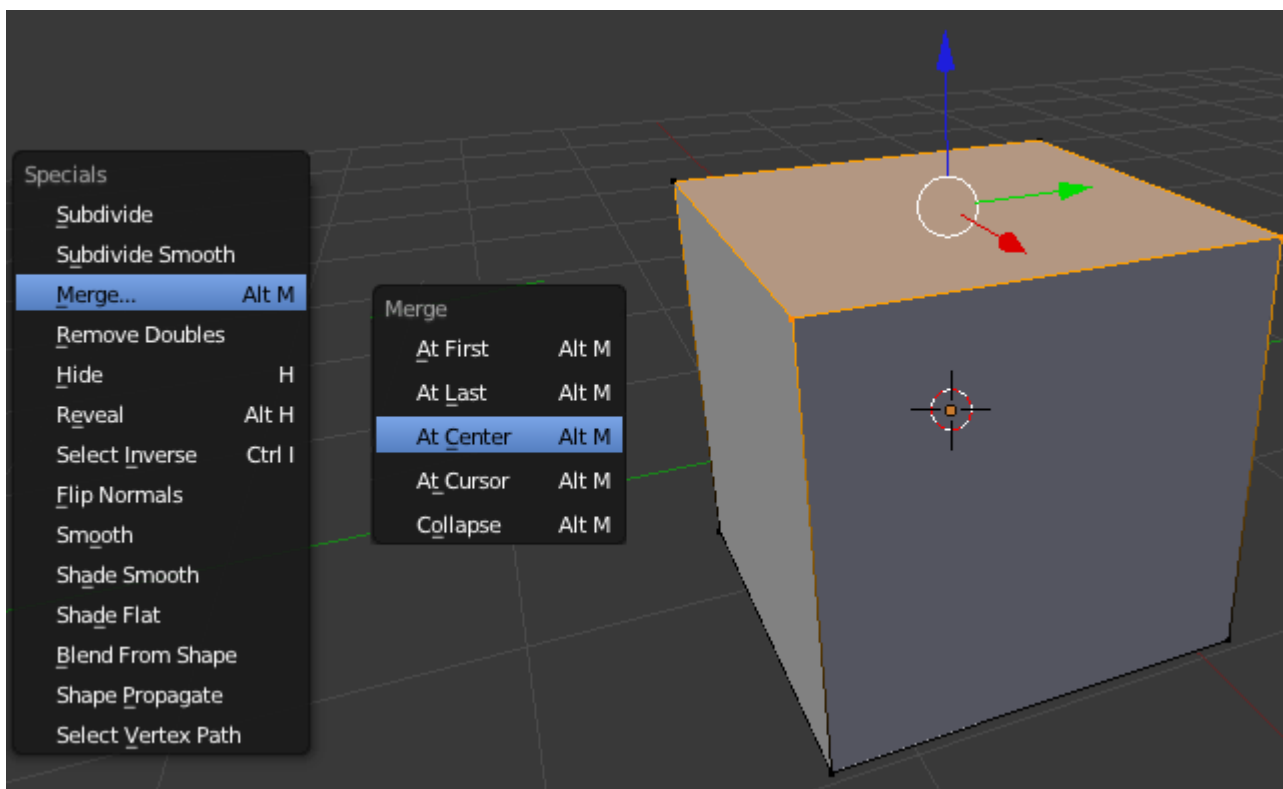 Specials
Subdivide
Subdivide Smooth
Merge... Alt M
Remove Doubles
Hide H
Reveal Alt H
Select Inverse Ctrl I
Flip Normals
Smooth
Shade Smooth
Shade Flat
Blend From Shape
Shape Propagate
Select Vertex Path
Merge
At First Alt M
At Last Alt M
At Center Alt M
At Cursor Alt M
Collapse Alt M